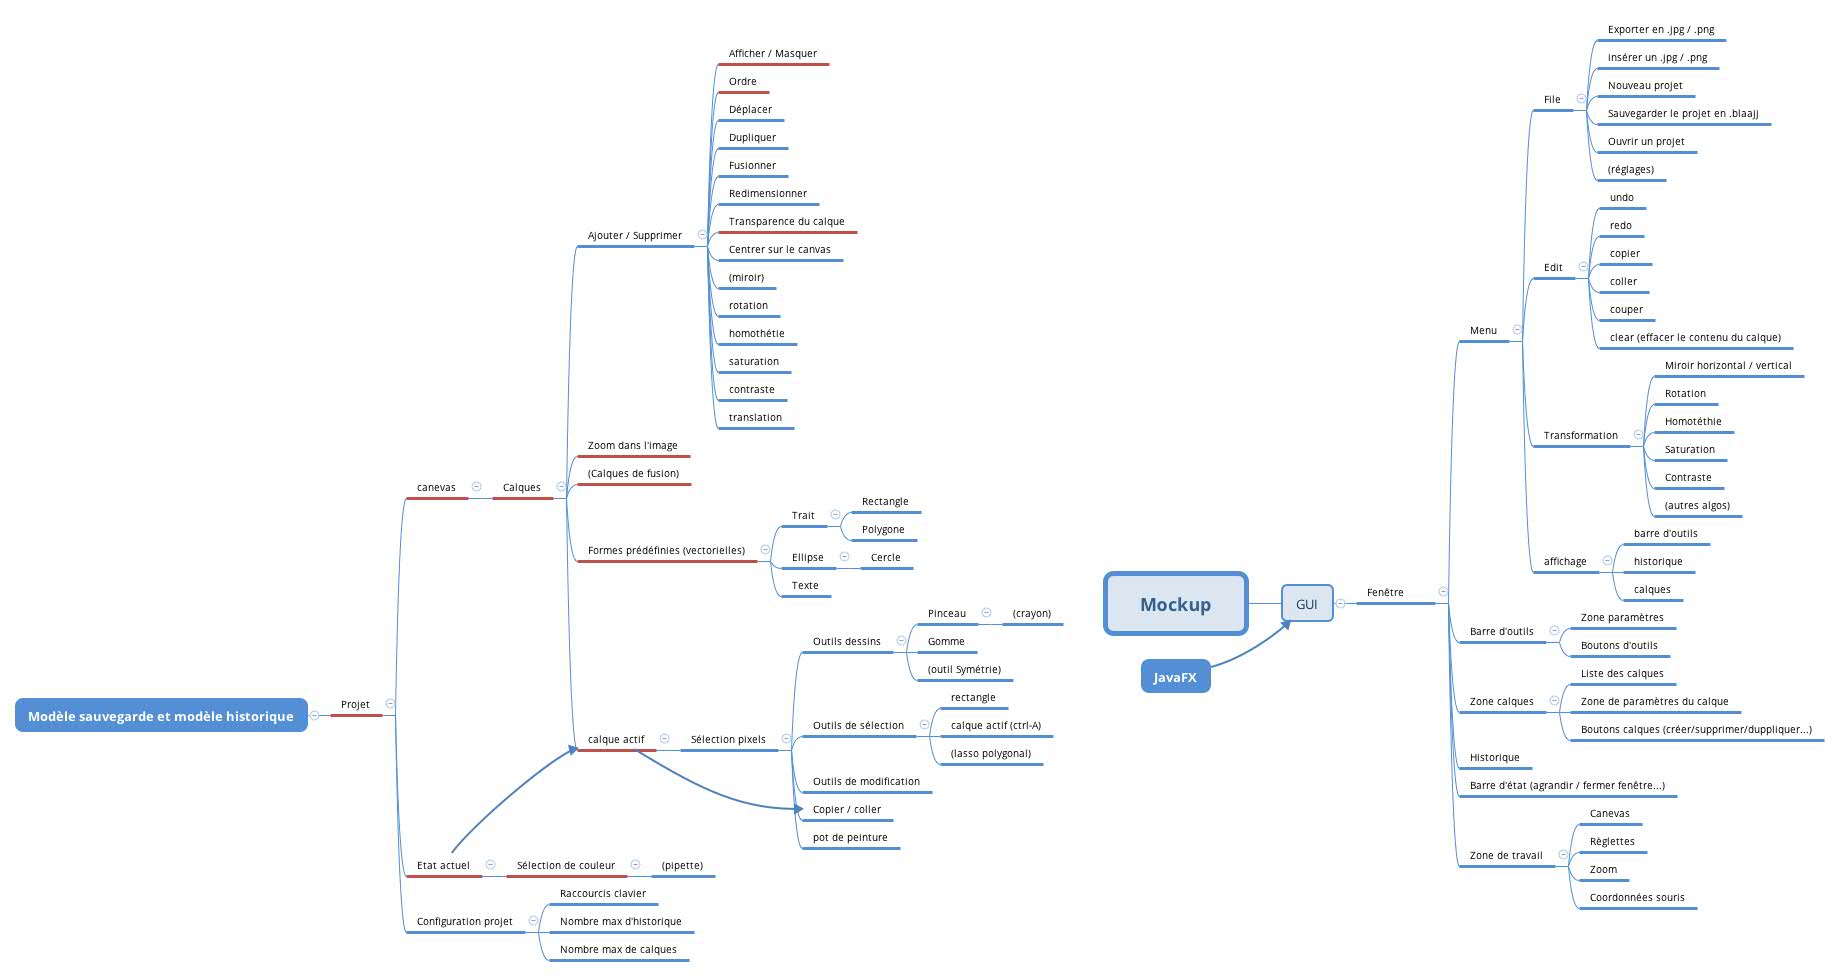 Modèle sauvegarde et modèle historique
Projet
canevas
Calques
Ajouter / Supprimer
Afficher / Masquer
Ordre
Déplacer
Dupliquer
Fusionner
Redimensionner
Transparence du calque
Centrer sur le canvas
(miroir)
rotation
homothétie
saturation
contraste
translation
Zoom dans l'image
(Calques de fusion)
Formes prédéfinies (vectorielles)
Trait
Rectangle
Polygone
Ellipse
Cercle
Texte
calque actif
Sélection pixels
Outils dessins
Pinceau
(crayon)
Gomme
(outil Symétrie)
Outils de sélection
rectangle
calque actif (ctrl-A)
(lasso polygonal)
Outils de modification
Copier / coller
pot de peinture
Etat actuel
Sélection de couleur
(pipette)
Configuration projet
Raccourcis clavier
Nombre max d'historique
Nombre max de calques
Mockup
JavaFX
GUI
Fenêtre
Menu
File
Exporter en .jpg / .png
insérer un .jpg / .png
Nouveau projet
Sauvegarder le projet en .blaajj
Ouvrir un projet
(réglages)
Edit
undo
redo
copier
coller
couper
clear (effacer le contenu du calque)
Transformation
Miroir horizontal / vertical
Rotation
Homotéthie
Saturation
Contraste
(autres algos)
affichage
barre d'outils
historique
calques
Barre d'outils
Zone paramètres
Boutons d'outils
Zone calques
Liste des calques
Zone de paramètres du calque
Boutons calques (créer/supprimer/duppliquer...)
Historique
Barre d'état (agrandir / fermer fenêtre...)
Zone de travail
Canevas
Règlettes
Zoom
Coordonnées souris